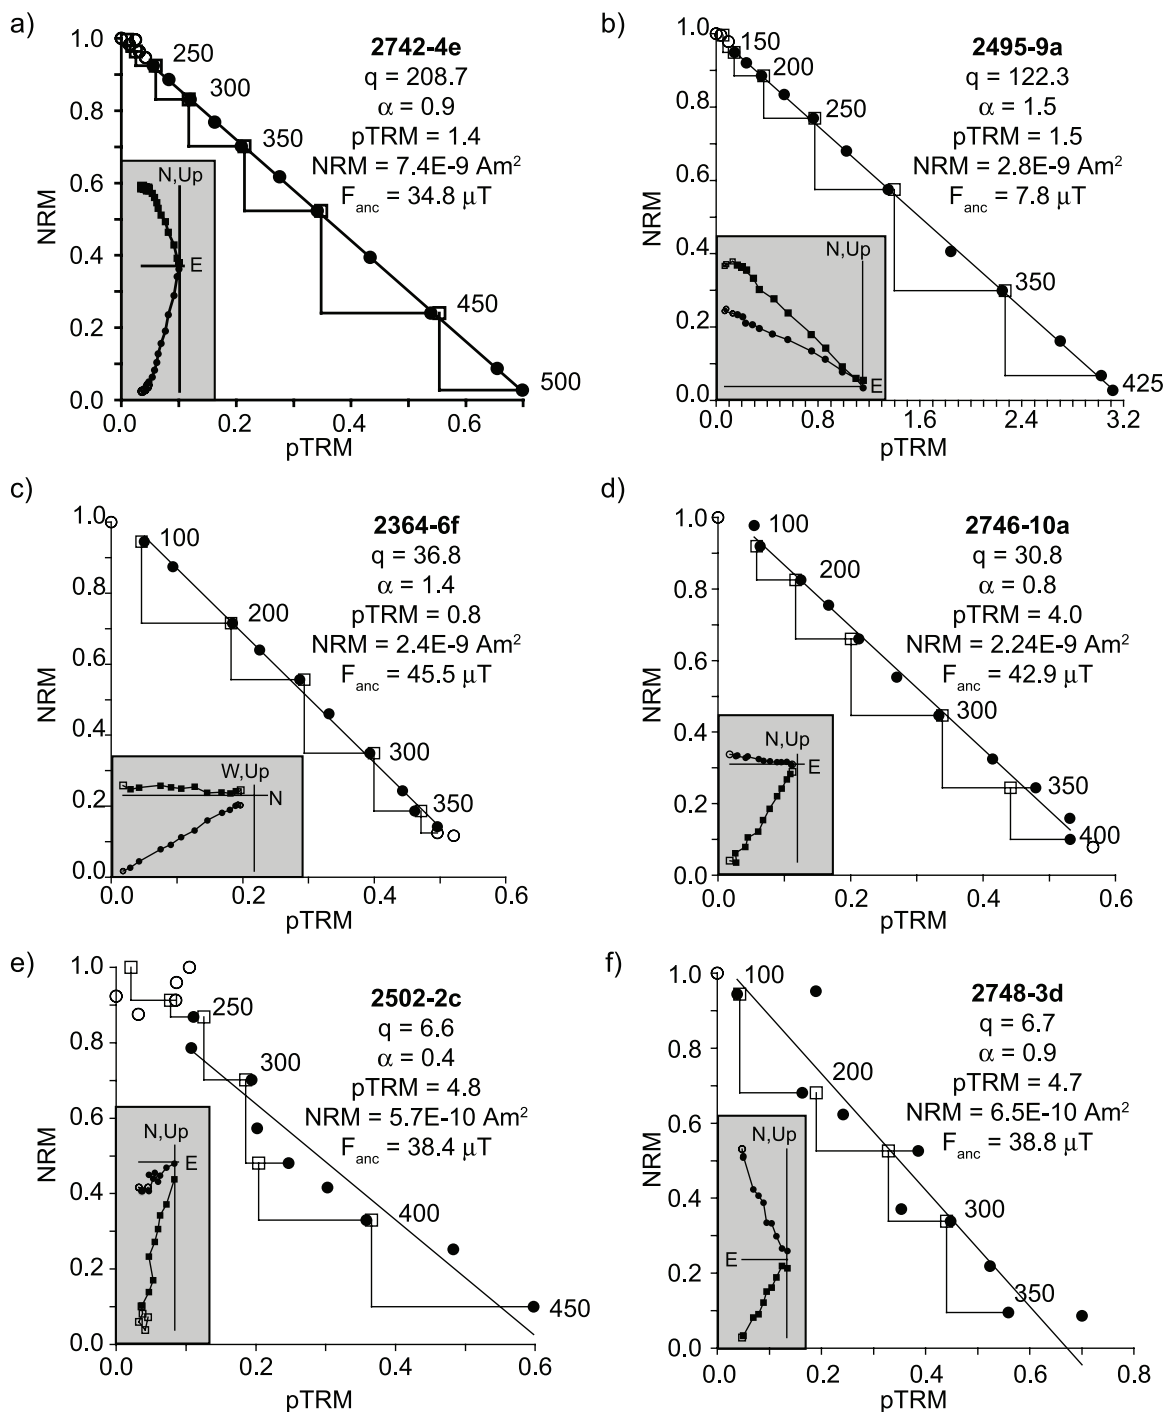 a)
2742-4e
q = 208.7
α = 0.9
pTRM = 1.4
NRM = 7.4E-9 Am²
F anc = 34.8 μT
NRM
1.0
0.8
0.6
0.4
0.2
0.0
250
300
350
450
500
N,Up
E
0.0 0.2 0.4 0.6
pTRM
b)
2495-9a
q = 122.3
α = 1.5
pTRM = 1.5
NRM = 2.8E-9 Am²
F anc = 7.8 μT
NRM
1.0
0.8
0.6
0.4
0.2
0.0
150
200
250
350
425
N,Up
E
0.0 0.8 1.6 2.4 3.2
pTRM
c)
2364-6f
q = 36.8
α = 1.4
pTRM = 0.8
NRM = 2.4E-9 Am²
F anc = 45.5 μT
NRM
1.0
0.8
0.6
0.4
0.2
0.0
100
200
300
350
W,Up
N
0.0 0.2 0.4 0.6
pTRM
d)
2746-10a
q = 30.8
α = 0.8
pTRM = 4.0
NRM = 2.24E-9 Am²
F anc = 42.9 μT
NRM
1.0
0.8
0.6
0.4
0.2
0.0
100
200
300
350
400
N,Up
E
0.0 0.2 0.4 0.6
pTRM
e)
2502-2c
q = 6.6
α = 0.4
pTRM = 4.8
NRM = 5.7E-10 Am²
F anc = 38.4 μT
NRM
1.0
0.8
0.6
0.4
0.2
0.0
250
300
400
450
N,Up
E
0.0 0.2 0.4 0.6
pTRM
f)
2748-3d
q = 6.7
α = 0.9
pTRM = 4.7
NRM = 6.5E-10 Am²
F anc = 38.8 μT
NRM
1.0
0.8
0.6
0.4
0.2
0.0
100
200
300
350
N,Up
E
0.0 0.2 0.4 0.6 0.8
pTRM